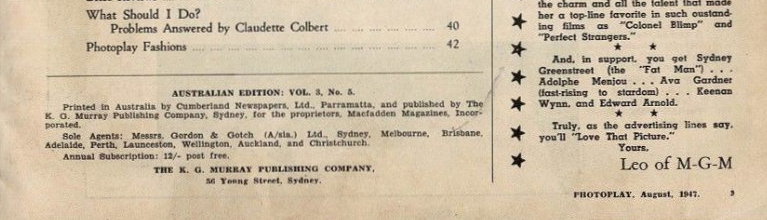 What Should I Do?
Problems Answered by Claudette Colbert .... .... .... .... .... .... 40
Photoplay Fashions .... .... .... .... .... .... .... .... .... .... 42
AUSTRALIAN EDITION: VOL. 3, No. 5.
Printed in Australia by Cumberland Newspapers, Ltd., Parramatta, and published by The
K. G. Murray Publishing Company, Sydney, for the proprietors, Macfadden Magazines, Incor-
porated.
Sole Agents: Messrs. Gordon & Gotch (A/sia.) Ltd., Sydney, Melbourne, Brisbane,
Adelaide, Perth, Launceston, Wellington, Auckland, and Christchurch.
Annual Subscription: 12/- post free.
THE K. G. MURRAY PUBLISHING COMPANY,
56 Young Street, Sydney.
the charm and all the talent that made
her a top-line favorite in such oustand-
ing films as "Colonel Blimp" and
"Perfect Strangers."
★ ★
And, in support, you get Sydney
Greenstreet (the "Fat Man") . . .
Adolphe Menjou . . . Ava Gardner
(fast-rising to stardom) . . . Keenan
Wynn, and Edward Arnold.
★ ★
Truly, as the advertising lines say,
you'll "Love That Picture."
Yours,
Leo of M-G-M
PHOTOPLAY, August, 1947. 3